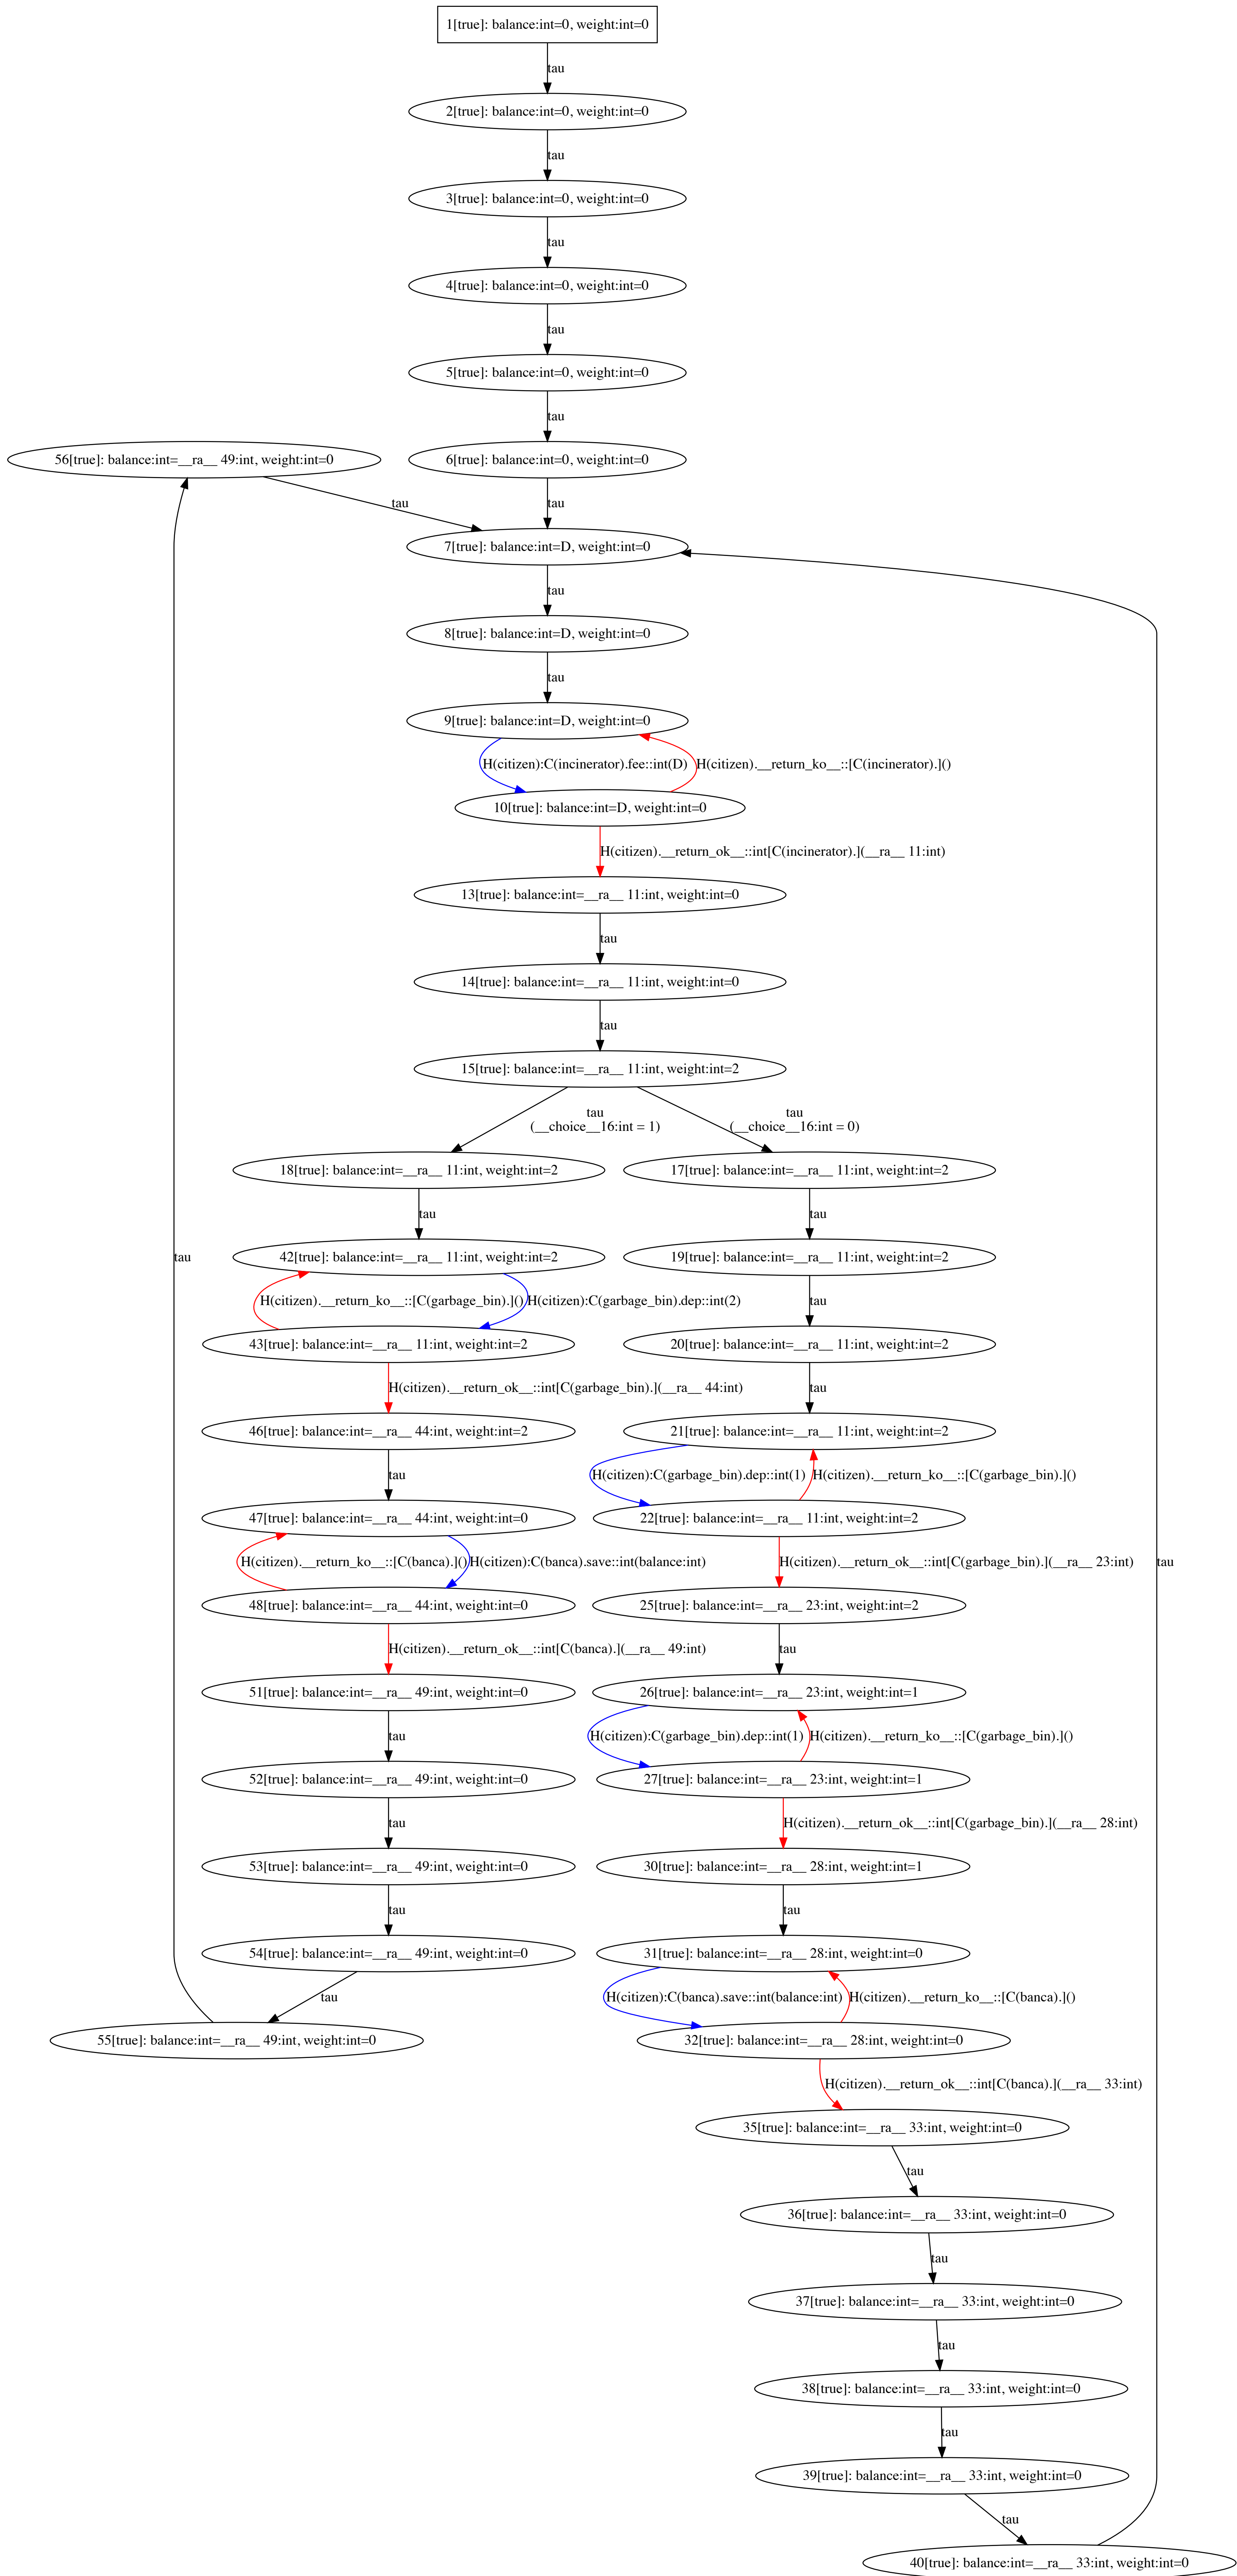 1[true]: balance:int=0, weight:int=0
tau
2[true]: balance:int=0, weight:int=0
tau
3[true]: balance:int=0, weight:int=0
tau
4[true]: balance:int=0, weight:int=0
tau
5[true]: balance:int=0, weight:int=0
tau
56[true]: balance:int=__ra__ 49:int, weight:int=0
6[true]: balance:int=0, weight:int=0
tau
tau
7[true]: balance:int=D, weight:int=0
tau
8[true]: balance:int=D, weight:int=0
tau
9[true]: balance:int=D, weight:int=0
H(citizen):C(incinerator).fee::int(D)
H(citizen).__return_ko__::[C(incinerator).]()
10[true]: balance:int=D, weight:int=0
H(citizen).__return_ok__::int[C(incinerator).](__ra__ 11:int)
13[true]: balance:int=__ra__ 11:int, weight:int=0
tau
14[true]: balance:int=__ra__ 11:int, weight:int=0
tau
15[true]: balance:int=__ra__ 11:int, weight:int=2
tau
(__choice__16:int = 1)
tau
(__choice__16:int = 0)
18[true]: balance:int=__ra__ 11:int, weight:int=2
17[true]: balance:int=__ra__ 11:int, weight:int=2
tau
tau
tau
42[true]: balance:int=__ra__ 11:int, weight:int=2
19[true]: balance:int=__ra__ 11:int, weight:int=2
H(citizen).__return_ko__::[C(garbage_bin).]()
H(citizen):C(garbage_bin).dep::int(2)
tau
43[true]: balance:int=__ra__ 11:int, weight:int=2
20[true]: balance:int=__ra__ 11:int, weight:int=2
H(citizen).__return_ok__::int[C(garbage_bin).](__ra__ 44:int)
tau
46[true]: balance:int=__ra__ 44:int, weight:int=2
21[true]: balance:int=__ra__ 11:int, weight:int=2
tau
H(citizen):C(garbage_bin).dep::int(1)
H(citizen).__return_ko__::[C(garbage_bin).]()
47[true]: balance:int=__ra__ 44:int, weight:int=0
22[true]: balance:int=__ra__ 11:int, weight:int=2
H(citizen).__return_ko__::[C(banca).]()
H(citizen):C(banca).save::int(balance:int)
H(citizen).__return_ok__::int[C(garbage_bin).](__ra__ 23:int)
tau
48[true]: balance:int=__ra__ 44:int, weight:int=0
25[true]: balance:int=__ra__ 23:int, weight:int=2
H(citizen).__return_ok__::int[C(banca).](__ra__ 49:int)
tau
51[true]: balance:int=__ra__ 49:int, weight:int=0
26[true]: balance:int=__ra__ 23:int, weight:int=1
tau
H(citizen):C(garbage_bin).dep::int(1)
H(citizen).__return_ko__::[C(garbage_bin).]()
52[true]: balance:int=__ra__ 49:int, weight:int=0
27[true]: balance:int=__ra__ 23:int, weight:int=1
tau
H(citizen).__return_ok__::int[C(garbage_bin).](__ra__ 28:int)
53[true]: balance:int=__ra__ 49:int, weight:int=0
30[true]: balance:int=__ra__ 28:int, weight:int=1
tau
tau
54[true]: balance:int=__ra__ 49:int, weight:int=0
31[true]: balance:int=__ra__ 28:int, weight:int=0
tau
H(citizen):C(banca).save::int(balance:int)
H(citizen).__return_ko__::[C(banca).]()
55[true]: balance:int=__ra__ 49:int, weight:int=0
32[true]: balance:int=__ra__ 28:int, weight:int=0
H(citizen).__return_ok__::int[C(banca).](__ra__ 33:int)
35[true]: balance:int=__ra__ 33:int, weight:int=0
tau
36[true]: balance:int=__ra__ 33:int, weight:int=0
tau
37[true]: balance:int=__ra__ 33:int, weight:int=0
tau
38[true]: balance:int=__ra__ 33:int, weight:int=0
tau
39[true]: balance:int=__ra__ 33:int, weight:int=0
tau
40[true]: balance:int=__ra__ 33:int, weight:int=0